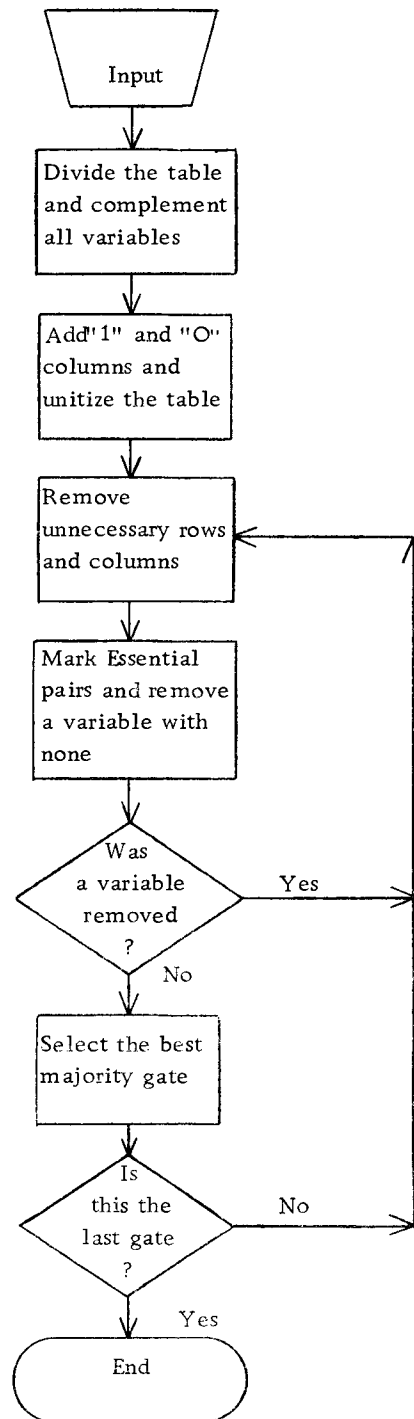 Input
Divide the table
and complement
all variables
Add "1" and "O"
columns and
unitize the table
Remove
unnecessary rows
and columns
Mark Essential
pairs and remove
a variable with
none
Was
a variable
removed
?
Yes
No
Select the best
majority gate
Is
this the
last gate
?
No
Yes
End